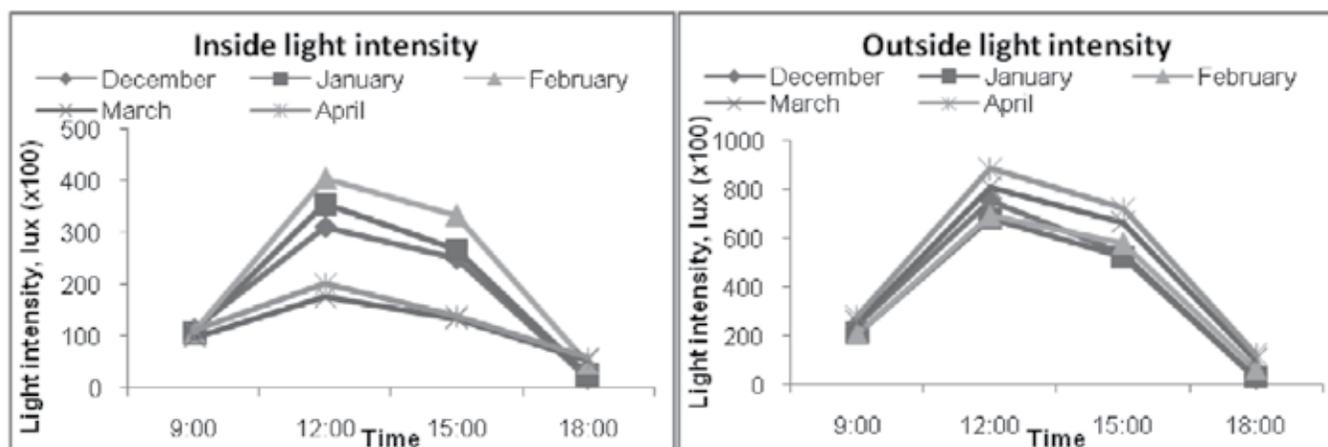 Inside light intensity
December January February
March April
Light intensity, lux (x100)
500
400
300
200
100
0
9:00 12:00 15:00 18:00
Time
Outside light intensity
December January February
March April
Light intensity, lux (x100)
1000
800
600
400
200
0
9:00 12:00 15:00 18:00
Time